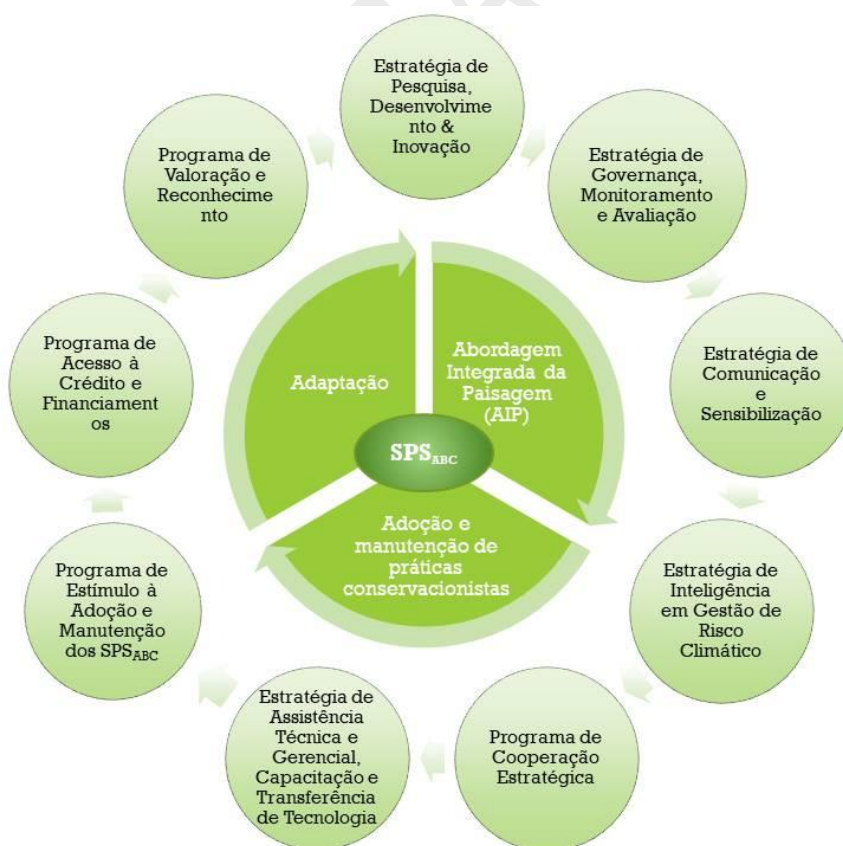 Estratégia de
Pesquisa,
Desenvolvime
nto &
Inovação
Estratégia de
Governança,
Monitoramento
e Avaliação
Estratégia de
Comunicação
e
Sensibilização
Estratégia de
Inteligência
em Gestão de
Risco
Climático
Programa de
Cooperação
Estratégica
Estratégia de
Assistência
Técnica e
Gerencial,
Capacitação e
Transferência
de Tecnologia
Programa de
Estímulo à
Adoção e
Manutenção
dos SPSABC
Programa de
Acesso à
Crédito e
Financiament
os
Programa de
Valoração e
Reconhecime
nto
Adaptação
Abordagem
Integrada da
Paisagem
(AIP)
SPSABC
Adoção e
manutenção de
práticas
conservacionistas